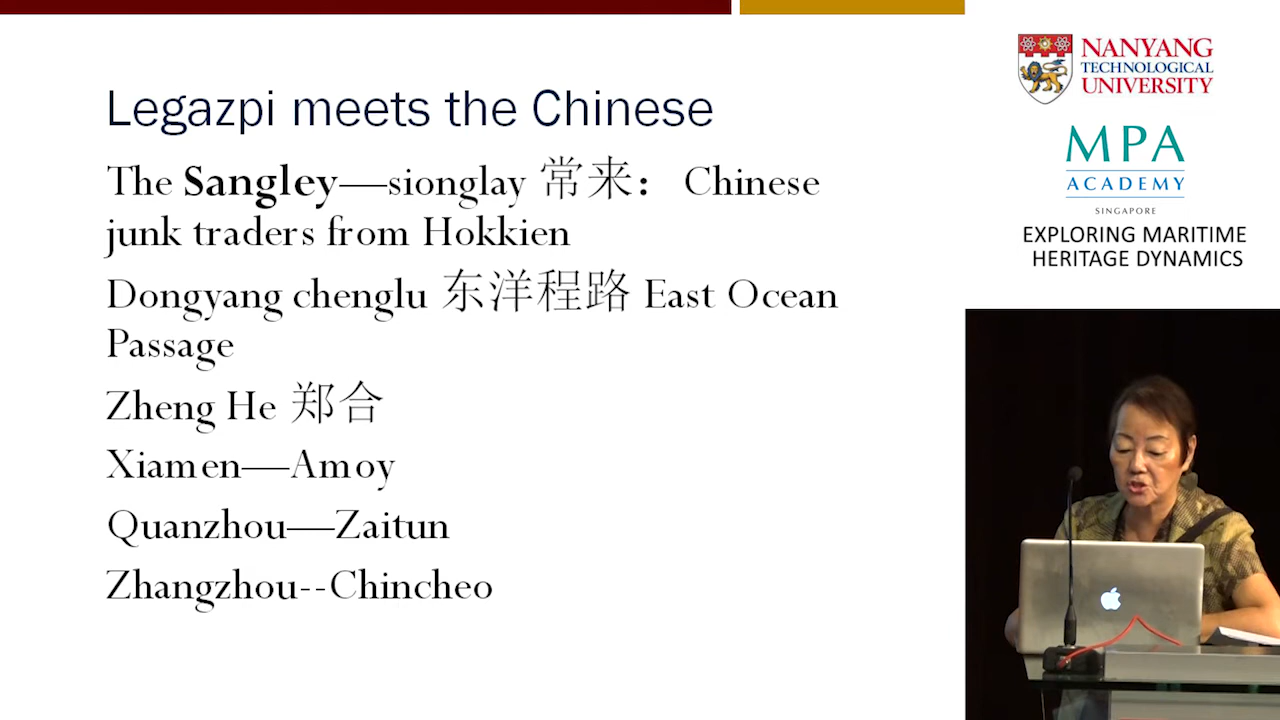 Legazpi meets the Chinese
The Sangley—sionglay 常来： Chinese
junk traders from Hokkien
Dongyang chenglu 东洋程路 East Ocean
Passage
Zheng He 郑合
Xiamen—Amoy
Quanzhou—Zaitun
Zhangzhou--Chincheo
NANYANG
TECHNOLOGICAL
UNIVERSITY
MPA
ACADEMY
SINGAPORE
EXPLORING MARITIME
HERITAGE DYNAMICS